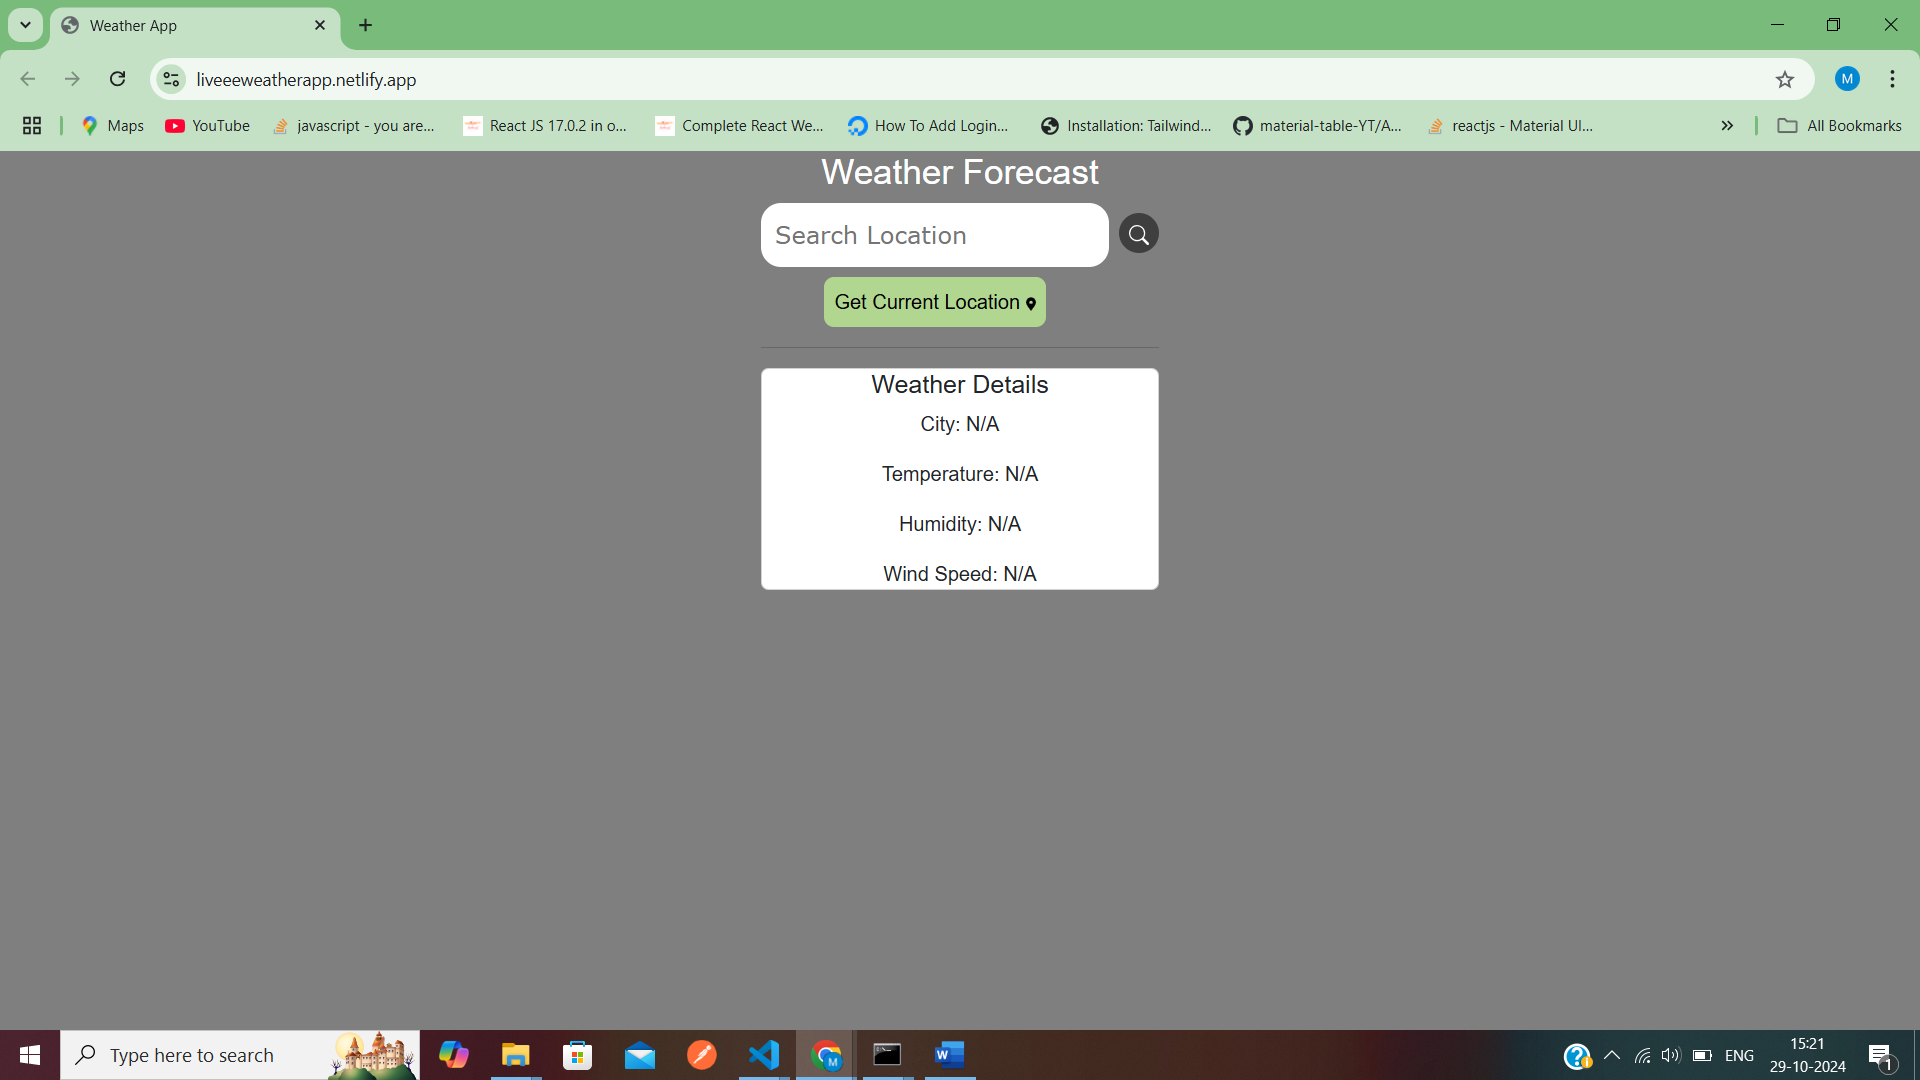 Weather App
liveeeweatherapp.netlify.app
M
Maps
YouTube
javascript - you are...
React JS 17.0.2 in o...
Complete React We...
How To Add Login...
Installation: Tailwind...
material-table-YT/A...
reactjs - Material UI...
All Bookmarks
Weather Forecast
Search Location
Get Current Location
Weather Details
City: N/A
Temperature: N/A
Humidity: N/A
Wind Speed: N/A
Type here to search
M
W
ENG
15:21
29-10-2024
1